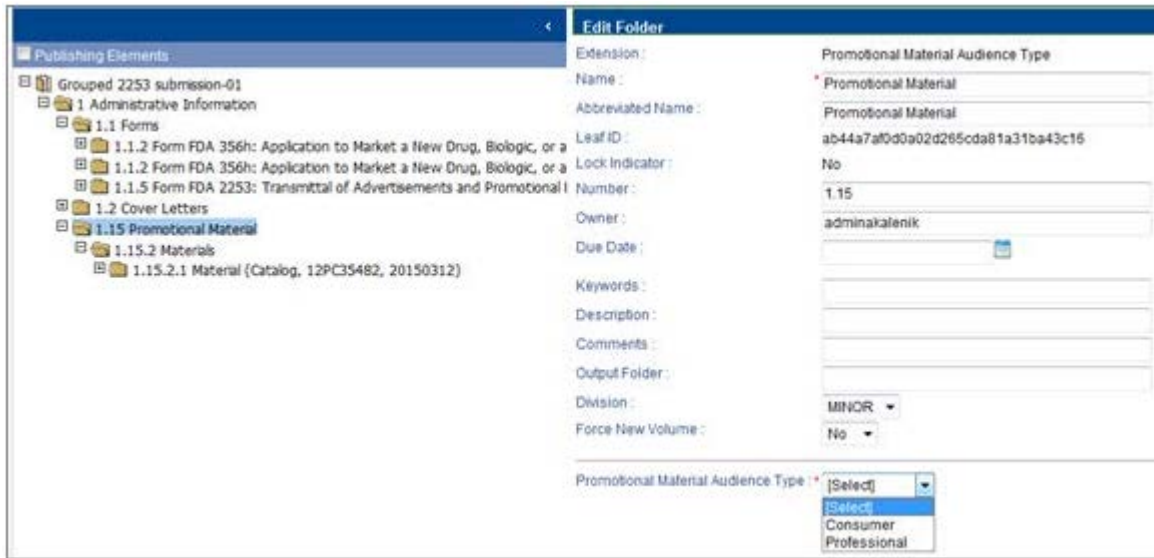 Publishing Elements
Grouped 2253 submission-01
1 Administrative Information
1.1 Forms
1.1.2 Form FDA 356h: Application to Market a New Drug, Biologic, or a
1.1.2 Form FDA 356h: Application to Market a New Drug, Biologic, or a
1.1.5 Form FDA 2253: Transmittal of Advertisements and Promotional
1.2 Cover Letters
1.15 Promotional Material
1.15.2 Materials
1.15.2.1 Material (Catalog, 12PC35482, 20150312)
Edit Folder
Extension : Promotional Material Audience Type
Name : * Promotional Material
Abbreviated Name : Promotional Material
Leaf ID : ab44a7af0d0a02d265cda81a31ba43c16
Lock Indicator : No
Number : 1.15
Owner : adminakalenik
Due Date :
Keywords :
Description :
Comments :
Output Folder :
Division : MINOR
Force New Volume : No
Promotional Material Audience Type : * [Select]
[Select]
Consumer
Professional